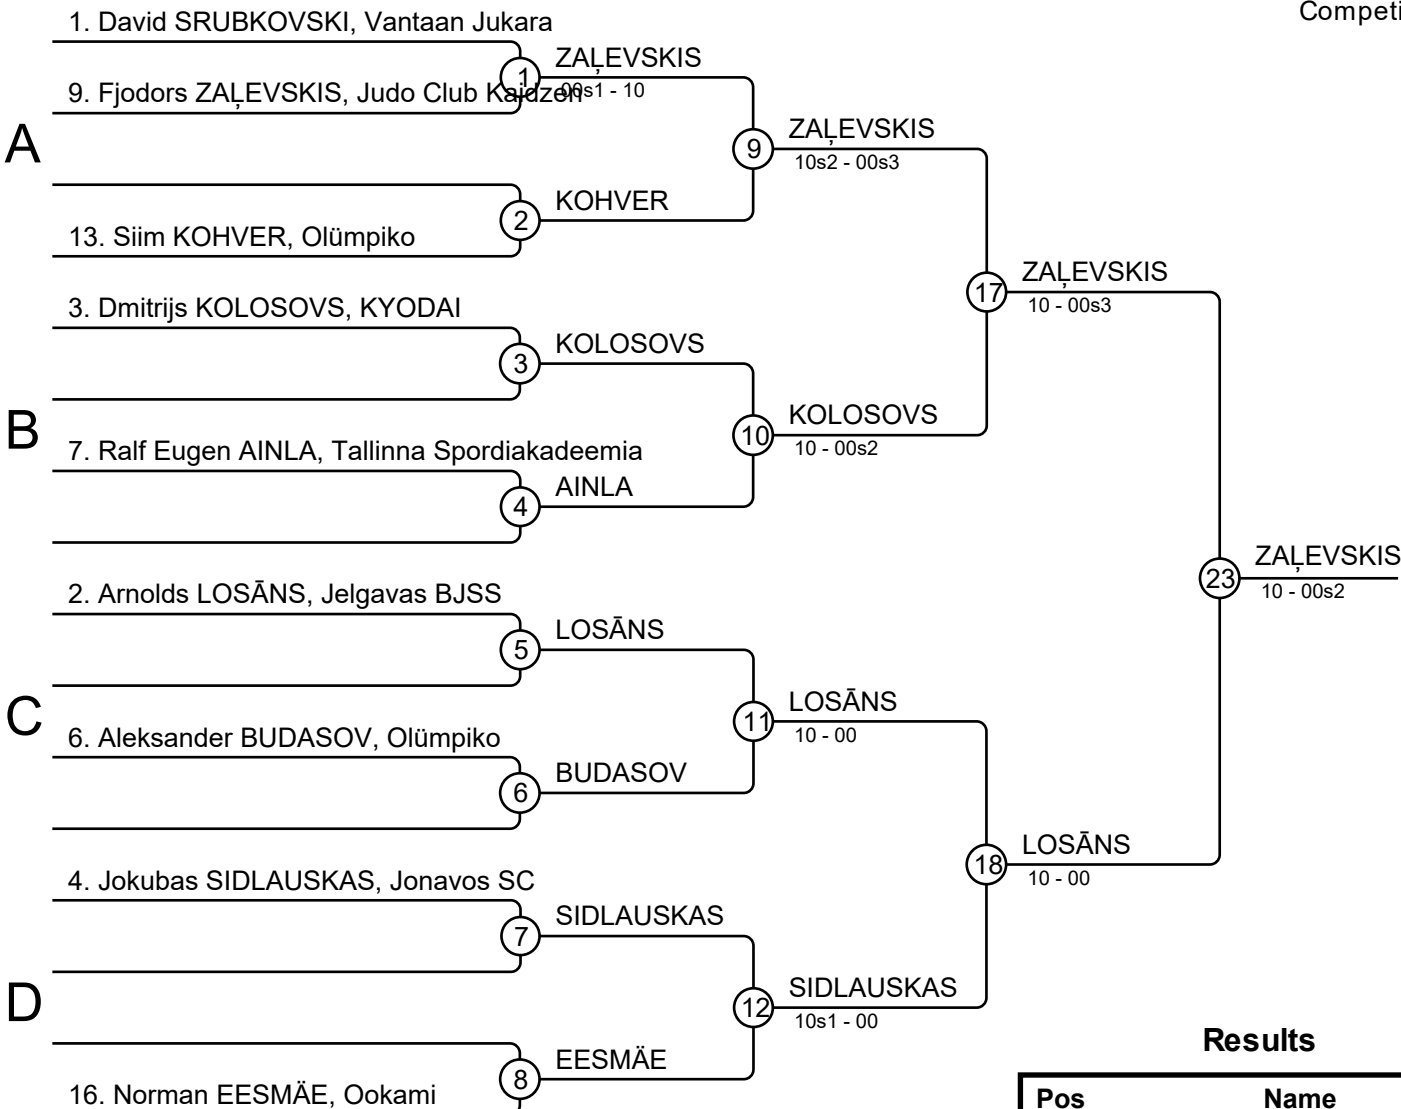 Competi
1. David SRUBKOVSKI, Vantaan Jukara
ZAĻEVSKIS
1
00s1 - 10
9. Fjodors ZAĻEVSKIS, Judo Club Kaidzen
A
ZAĻEVSKIS
9
10s2 - 00s3
KOHVER
2
13. Siim KOHVER, Olümpiko
ZAĻEVSKIS
17
10 - 00s3
3. Dmitrijs KOLOSOVS, KYODAI
KOLOSOVS
3
B
KOLOSOVS
10
10 - 00s2
7. Ralf Eugen AINLA, Tallinna Spordiakadeemia
AINLA
4
ZAĻEVSKIS
23
10 - 00s2
2. Arnolds LOSĀNS, Jelgavas BJSS
LOSĀNS
5
C
LOSĀNS
11
10 - 00
6. Aleksander BUDASOV, Olümpiko
BUDASOV
6
LOSĀNS
18
10 - 00
4. Jokubas SIDLAUSKAS, Jonavos SC
SIDLAUSKAS
7
D
SIDLAUSKAS
12
10s1 - 00
EESMÄE
8
16. Norman EESMÄE, Ookami
Results
Pos Name